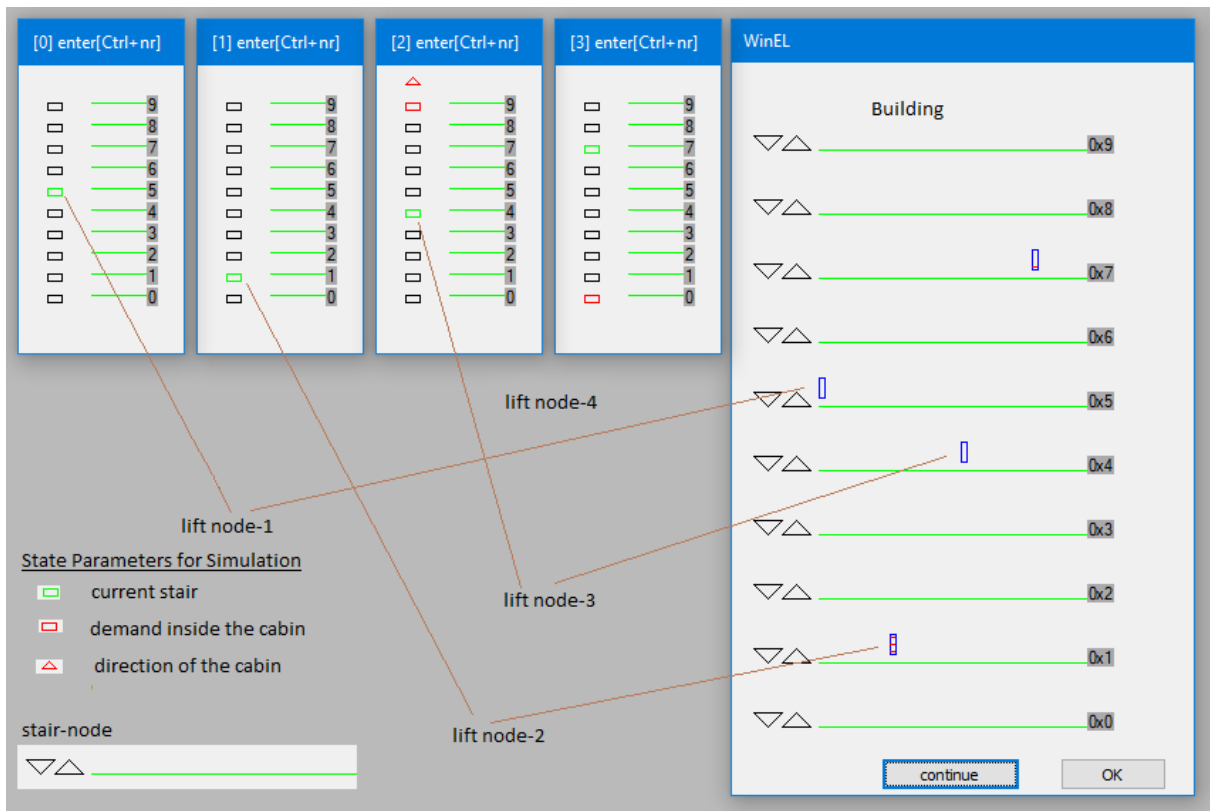 [0] enter[Ctrl+nr]
9
8
7
6
5
4
3
2
1
0
[1] enter[Ctrl+nr]
9
8
7
6
5
4
3
2
1
0
[2] enter[Ctrl+nr]
9
8
7
6
5
4
3
2
1
0
[3] enter[Ctrl+nr]
9
8
7
6
5
4
3
2
1
0
WinEL
Building
0x9
0x8
0x7
0x6
0x5
0x4
0x3
0x2
0x1
0x0
continue
OK
lift node-4
lift node-1
lift node-3
lift node-2
State Parameters for Simulation
current stair
demand inside the cabin
direction of the cabin
stair-node